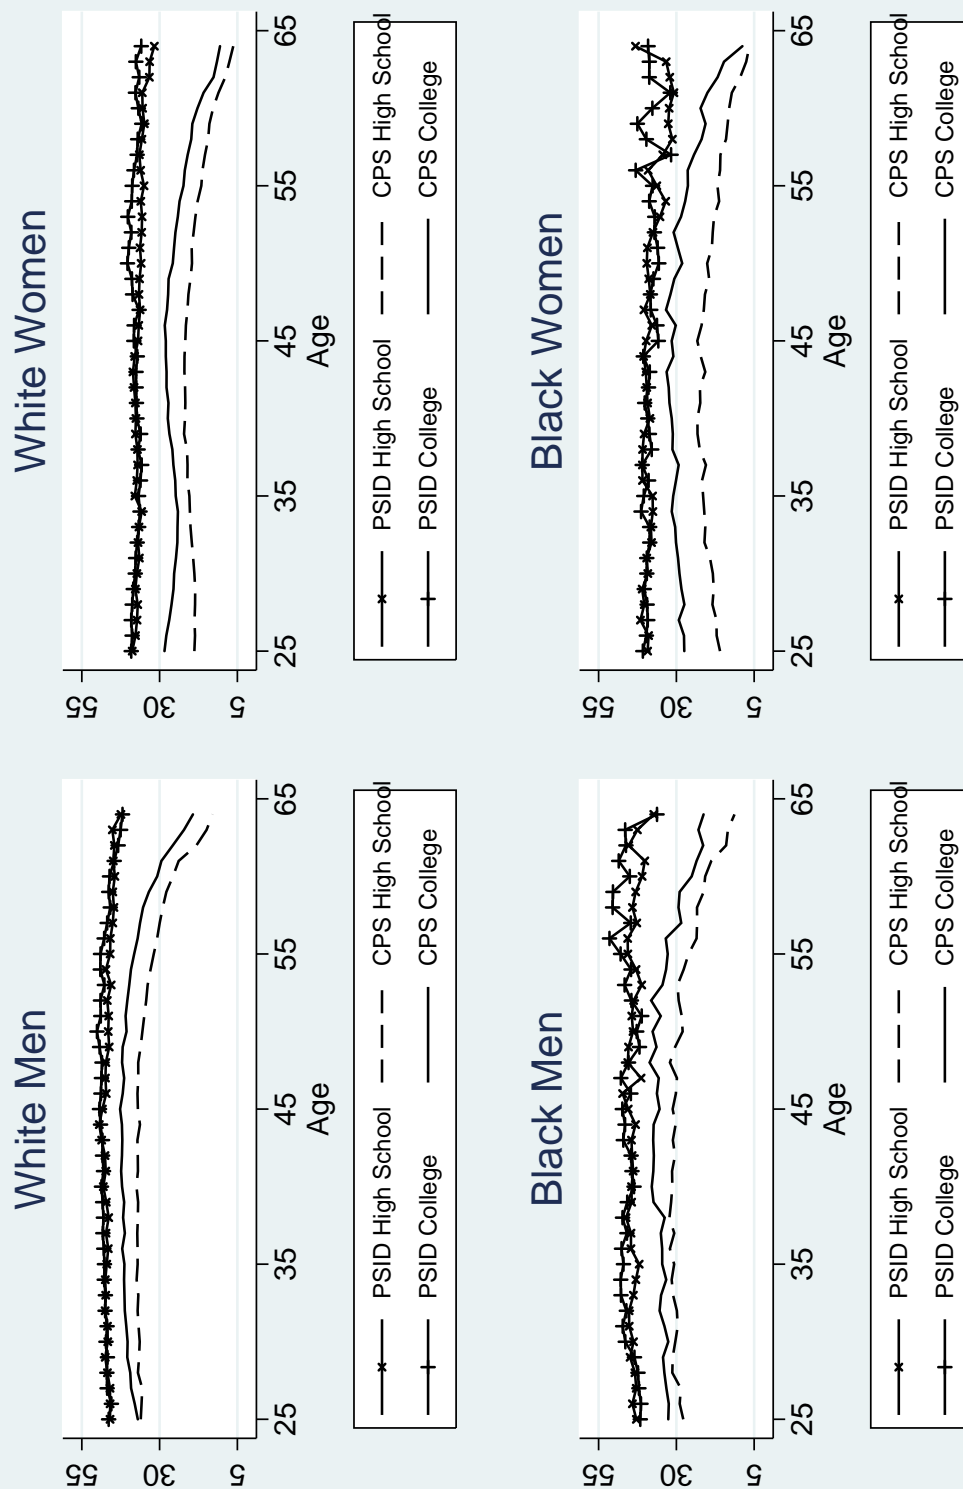 White Men
55
30
5
25 35 45 55 65
Age
PSID High School CPS High School
PSID College CPS College
White Women
55
30
5
25 35 45 55 65
Age
PSID High School CPS High School
PSID College CPS College
Black Men
55
30
5
25 35 45 55 65
Age
PSID High School CPS High School
PSID College CPS College
Black Women
55
30
5
25 35 45 55 65
Age
PSID High School CPS High School
PSID College CPS College